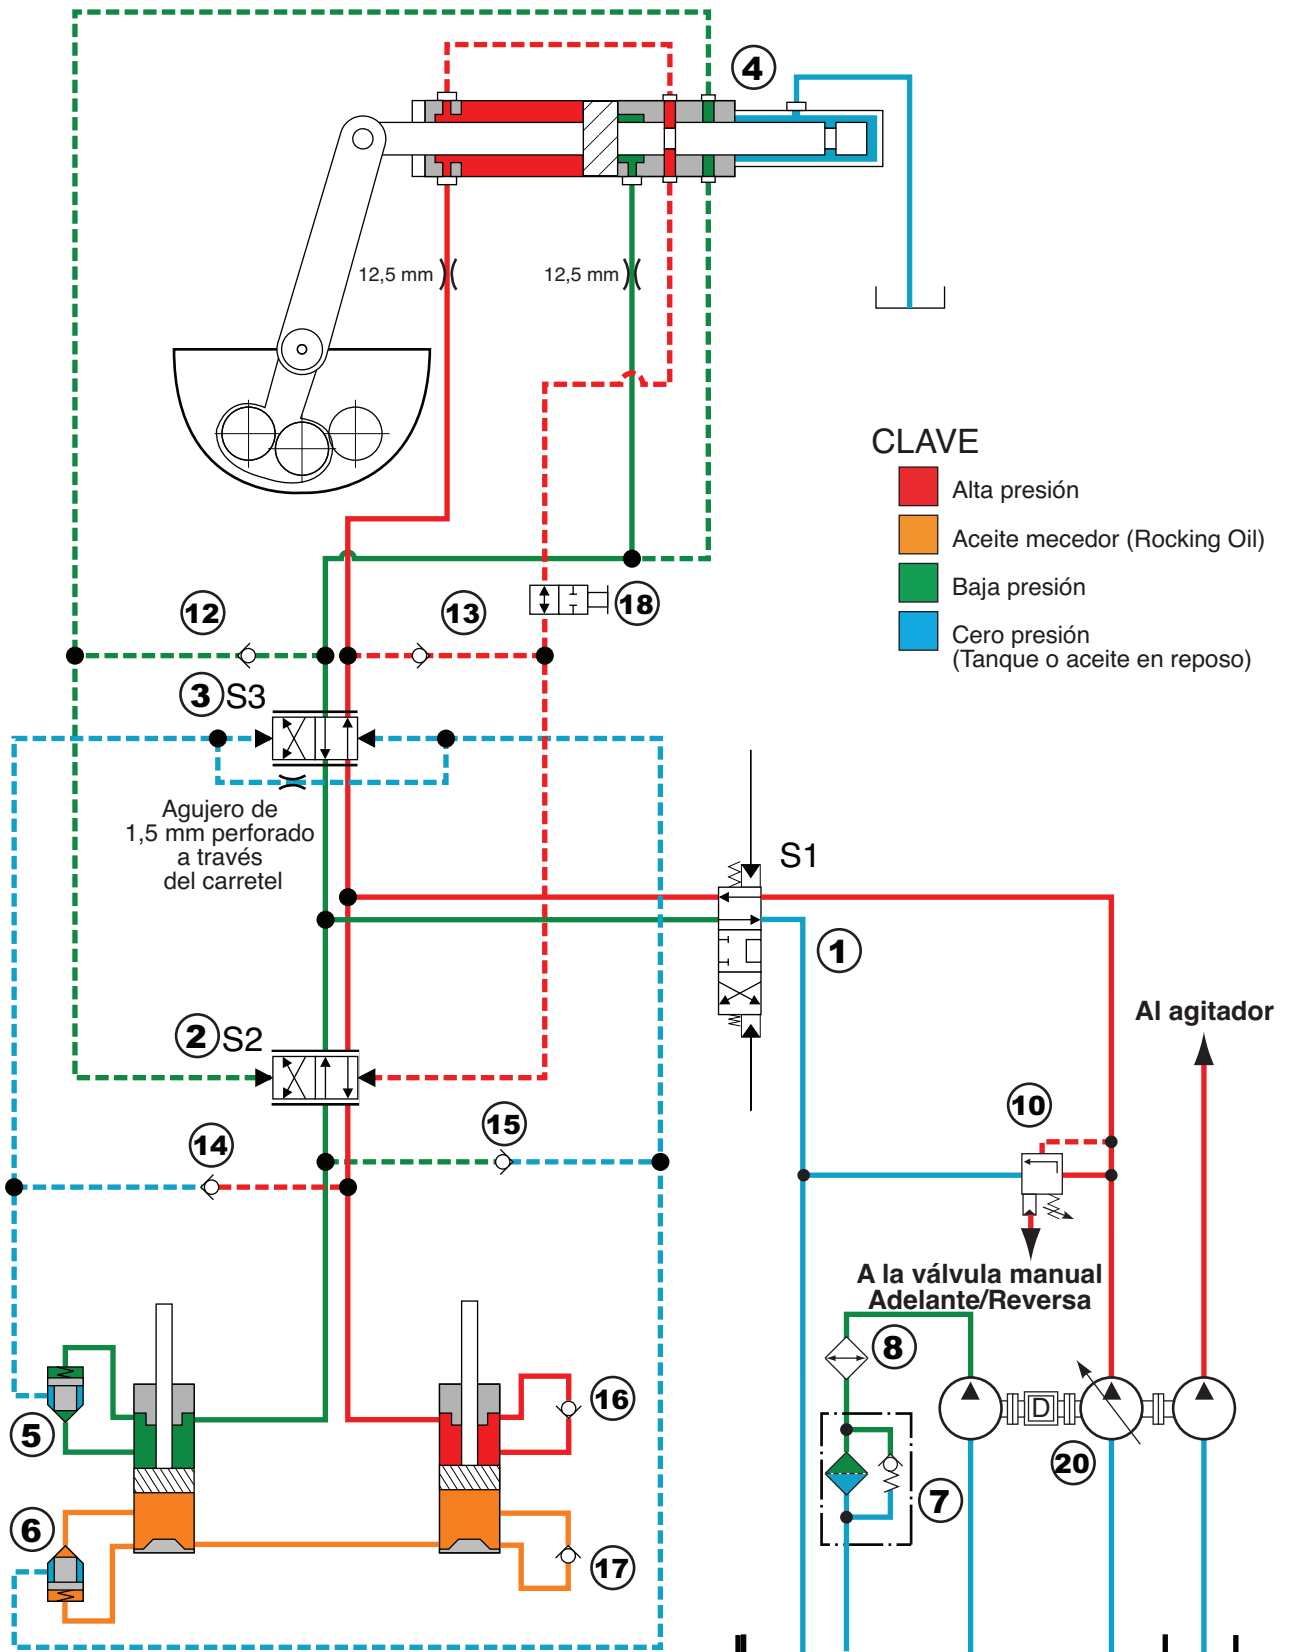 4
12,5 mm
12,5 mm
CLAVE
Alta presión
Aceite mecedor (Rocking Oil)
Baja presión
Cero presión
(Tanque o aceite en reposo)
12
13
18
3 S3
Agujero de
1,5 mm perforado
a través
del carretel
S1
1
2 S2
Al agitador
10
14
15
A la válvula manual
Adelante/Reversa
8
5
16
D
20
7
6
17